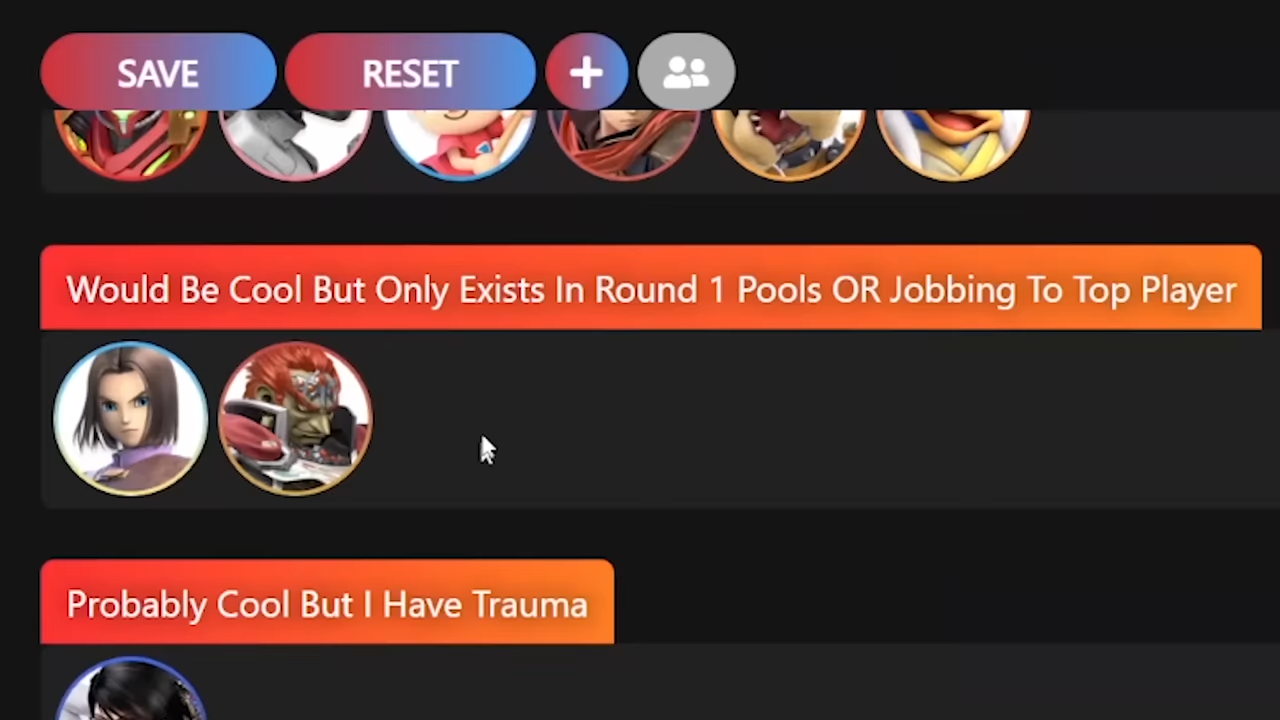 SAVE
RESET
Would Be Cool But Only Exists In Round 1 Pools OR Jobbing To Top Player
Probably Cool But I Have Trauma